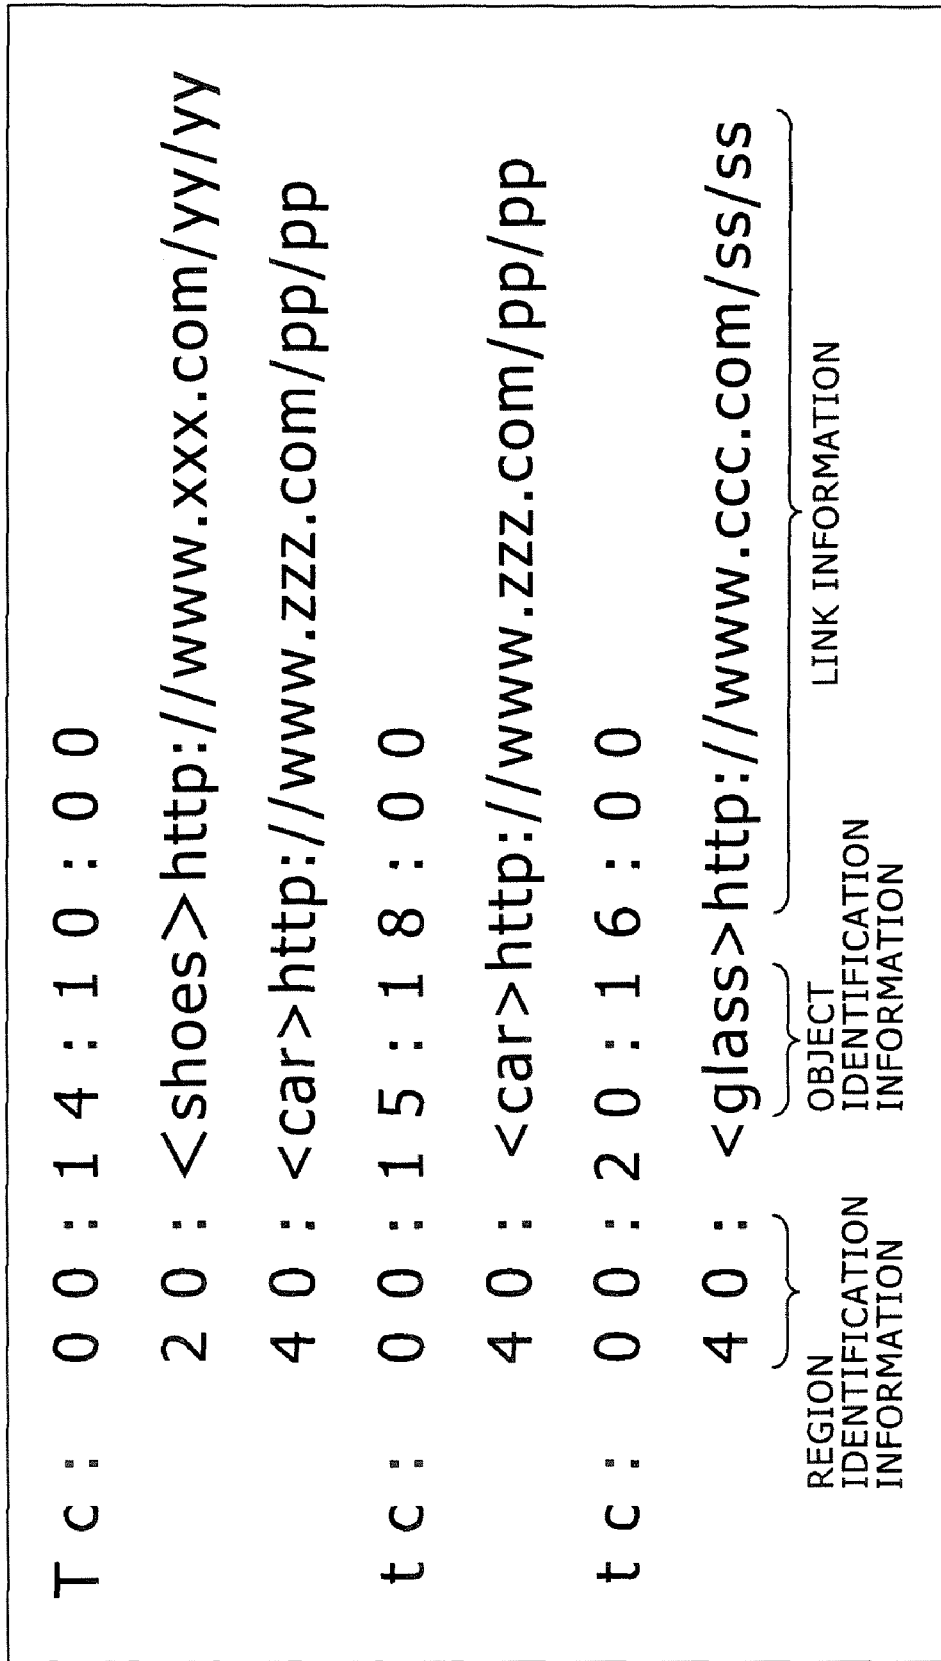 Tc: 00:14:10:00
20:<shoes>http://www.xxx.com/yy/yy
40:<car>http://www.zzz.com/pp/pp
tc: 00:15:18:00
40: <car>http://www.zzz.com/pp/pp
tc: 00:20:16:00
40: <glass>http://www.ccc.com/ss/ss
REGION
IDENTIFICATION
INFORMATION
OBJECT
IDENTIFICATION
INFORMATION
LINK INFORMATION